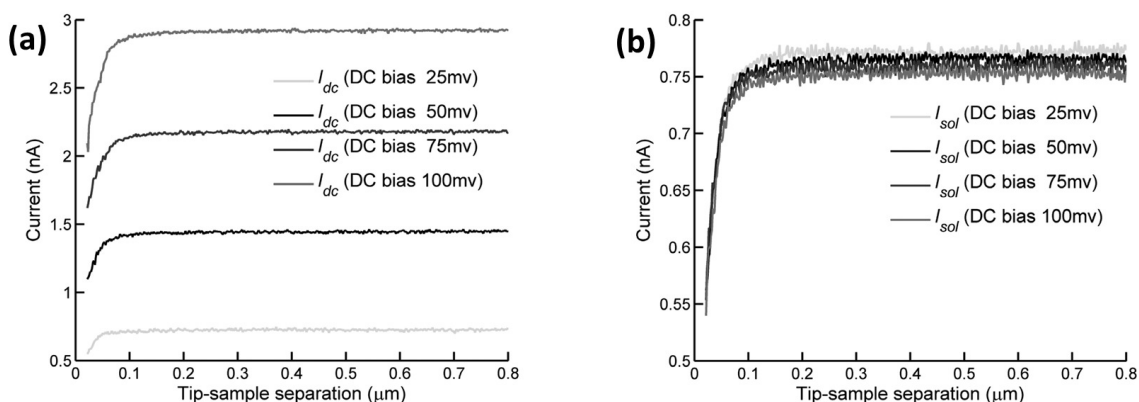 (a)
3
2.5
2
1.5
1
0.5
Current (nA)
I_dc (DC bias 25mv)
I_dc (DC bias 50mv)
I_dc (DC bias 75mv)
I_dc (DC bias 100mv)
0 0.1 0.2 0.3 0.4 0.5 0.6 0.7 0.8
Tip-sample separation (μm)
(b)
0.8
0.75
0.7
0.65
0.6
0.55
0.5
Current (nA)
I_sol (DC bias 25mv)
I_sol (DC bias 50mv)
I_sol (DC bias 75mv)
I_sol (DC bias 100mv)
0 0.1 0.2 0.3 0.4 0.5 0.6 0.7 0.8
Tip-sample separation (μm)